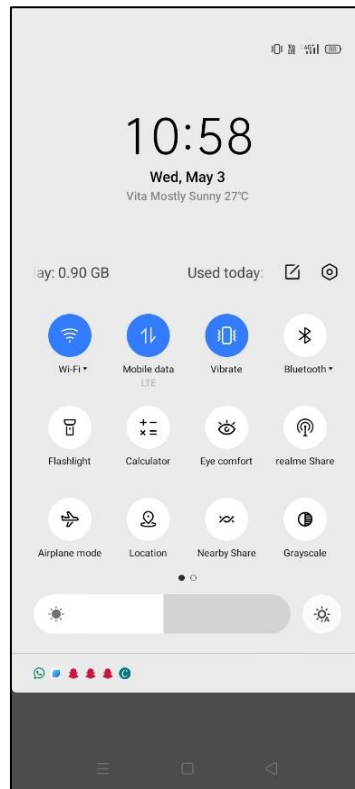 10:58
Wed, May 3
Vita Mostly Sunny 27°C
ay: 0.90 GB Used today:
Wi-Fi Mobile data Vibrate Bluetooth
LTE
Flashlight Calculator Eye comfort realme Share
Airplane mode Location Nearby Share Grayscale